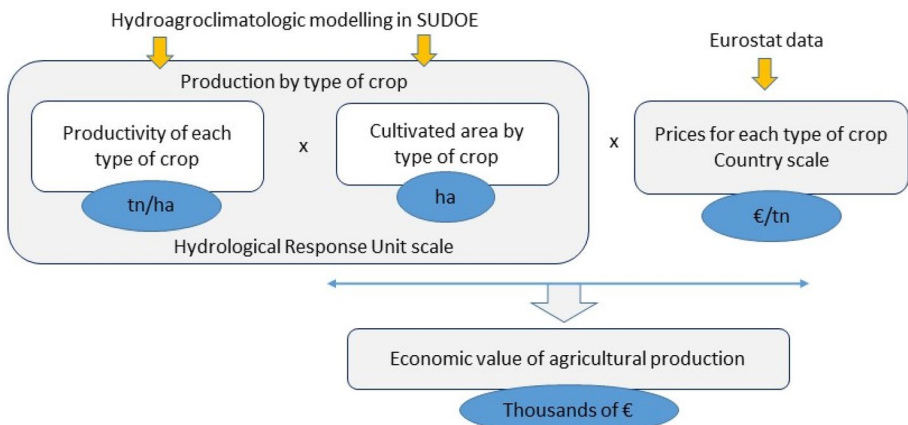 Hydroagroclimatologic modelling in SUDOE
Eurostat data
Production by type of crop
Productivity of each
type of crop
x
Cultivated area by
type of crop
x
Prices for each type of crop
Country scale
tn/ha
ha
€/tn
Hydrological Response Unit scale
Economic value of agricultural production
Thousands of €